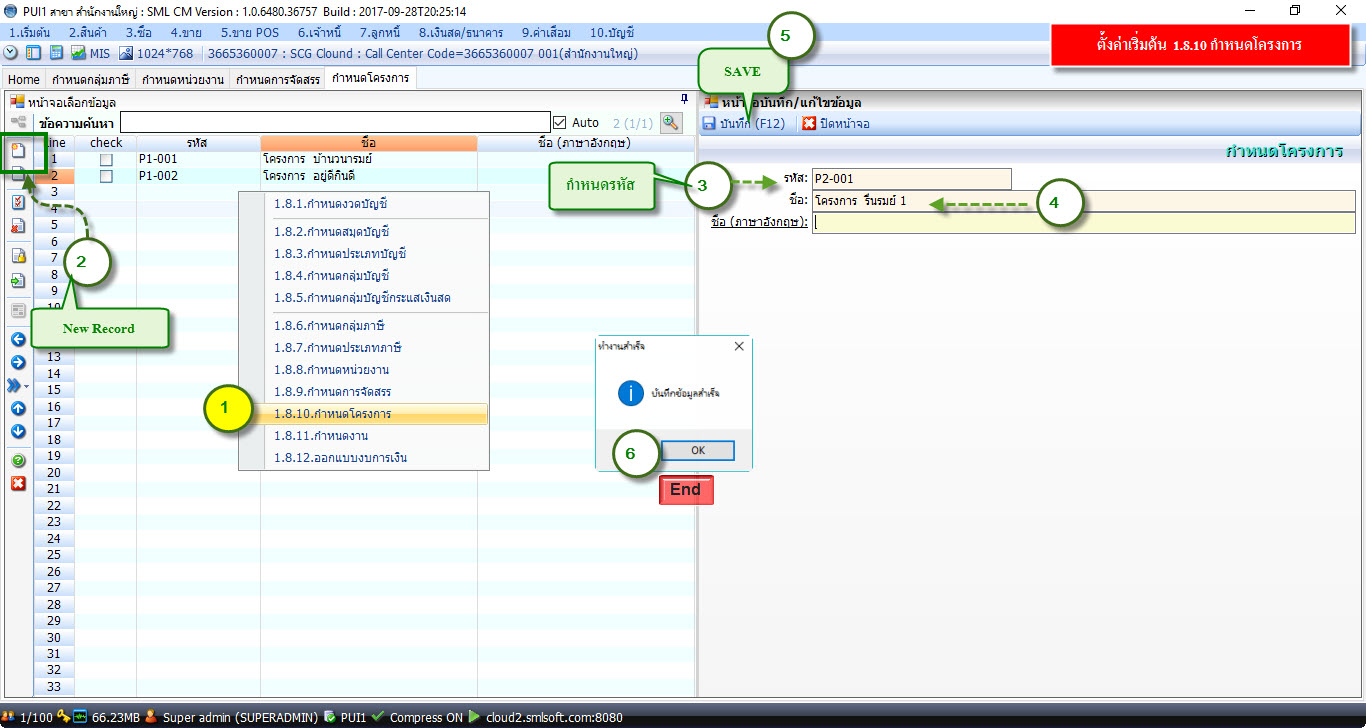 PUI1 สาขา สำนักงานใหญ่ : SML CM Version : 1.0.6480.36757 Build : 2017-09-28T20:25:14
1.เริ่มต้น 2.สินค้า 3.ซื้อ 4.ขาย 5.ขาย POS 6.เจ้าหนี้ 7.ลูกหนี้ 8.เงินสด/ธนาคาร 9.ค่าเสื่อม 10.บัญชี
MIS 1024*768 3665360007 : SCG Clound : Call Center Code=3665360007 001(สำนักงานใหญ่)
ตั้งค่าเริ่มต้น 1.8.10 กำหนดโครงการ
5
SAVE
Home กำหนดกลุ่มภาษี กำหนดหน่วยงาน กำหนดการจัดสรร กำหนดโครงการ
หน้าจอเลือกข้อมูล
ข้อความค้นหา Auto 2 (1/1)
Line check รหัส ชื่อ ชื่อ (ภาษาอังกฤษ)
1 P1-001 โครงการ บ้านวนารมย์
2 P1-002 โครงการ อยู่ดีกินดี
3
4
5
6
7
8
9
10
13
14
15
16
17
18
19
20
21
22
23
24
25
26
27
28
29
30
31
32
33
2
New Record
1.8.1.กำหนดงวดบัญชี
1.8.2.กำหนดสมุดบัญชี
1.8.3.กำหนดประเภทบัญชี
1.8.4.กำหนดกลุ่มบัญชี
1.8.5.กำหนดกลุ่มบัญชีกระแสเงินสด
1.8.6.กำหนดกลุ่มภาษี
1.8.7.กำหนดประเภทภาษี
1.8.8.กำหนดหน่วยงาน
1.8.9.กำหนดการจัดสรร
1
1.8.10.กำหนดโครงการ
1.8.11.กำหนดงาน
1.8.12.ออกแบบงบการเงิน
บันทึก/แก้ไขข้อมูล
บันทึก (F12) ปิดหน้าจอ
กำหนดโครงการ
กำหนดรหัส
3
รหัส: P2-001
ชื่อ: โครงการ รื่นรมย์ 1
4
ชื่อ (ภาษาอังกฤษ):
ทำงานสำเร็จ
บันทึกข้อมูลสำเร็จ
6
OK
End
1/100 66.23MB Super admin (SUPERADMIN) PUI1 Compress ON cloud2.smlsoft.com:8080